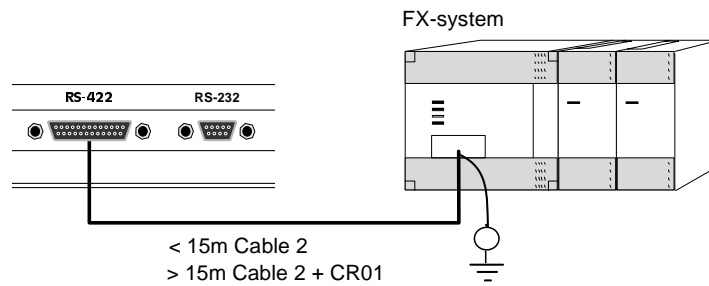 FX-system
RS-422 RS-232
< 15m Cable 2
> 15m Cable 2 + CR01